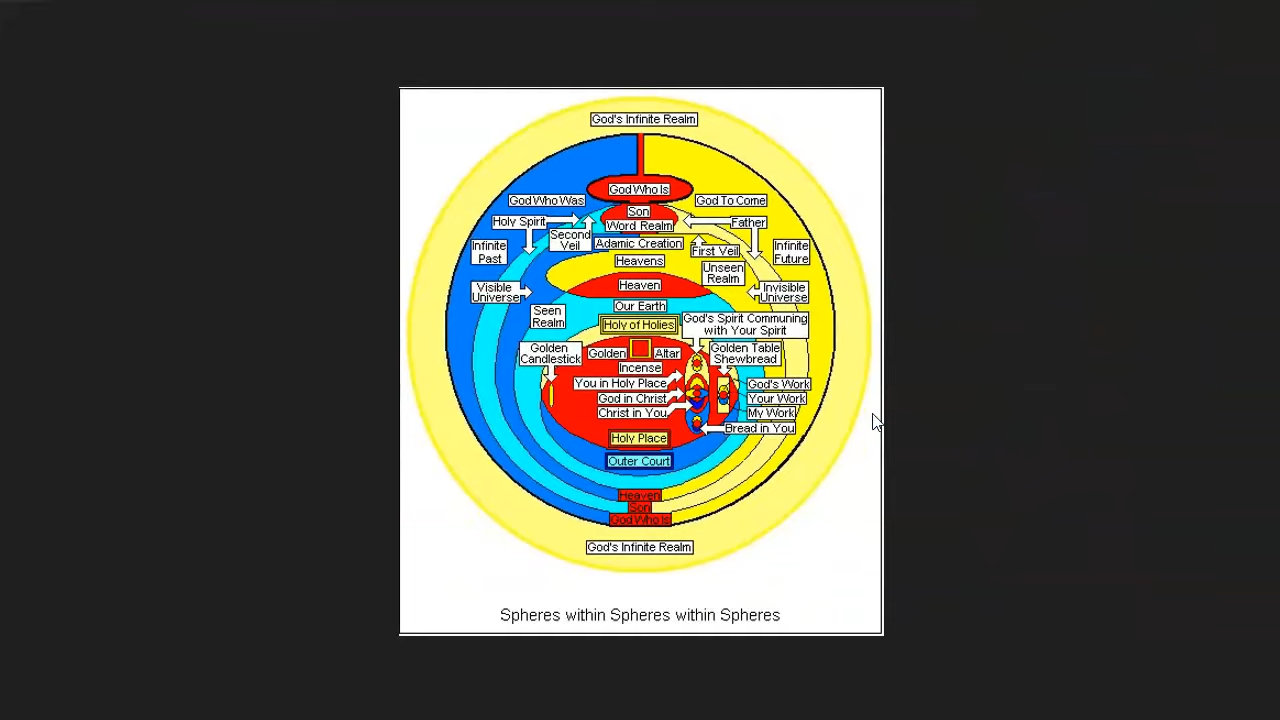 God's Infinite Realm
God Who Is
God Who Was
God To Come
Son
Word Realm
Holy Spirit
Father
Second
Veil
Adamic Creation
First Veil
Infinite
Past
Infinite
Future
Heavens
Unseen
Realm
Heaven
Visible
Universe
Invisible
Universe
Our Earth
Seen
Realm
Holy of Holies
God's Spirit Communing
with Your Spirit
Golden
Candlestick
Golden
Altar
Golden Table
Shewbread
Incense
You in Holy Place
God's Work
God in Christ
Your Work
Christ in You
My Work
Bread in You
Holy Place
Outer Court
Heaven
Son
God Who Is
God's Infinite Realm
Spheres within Spheres within Spheres